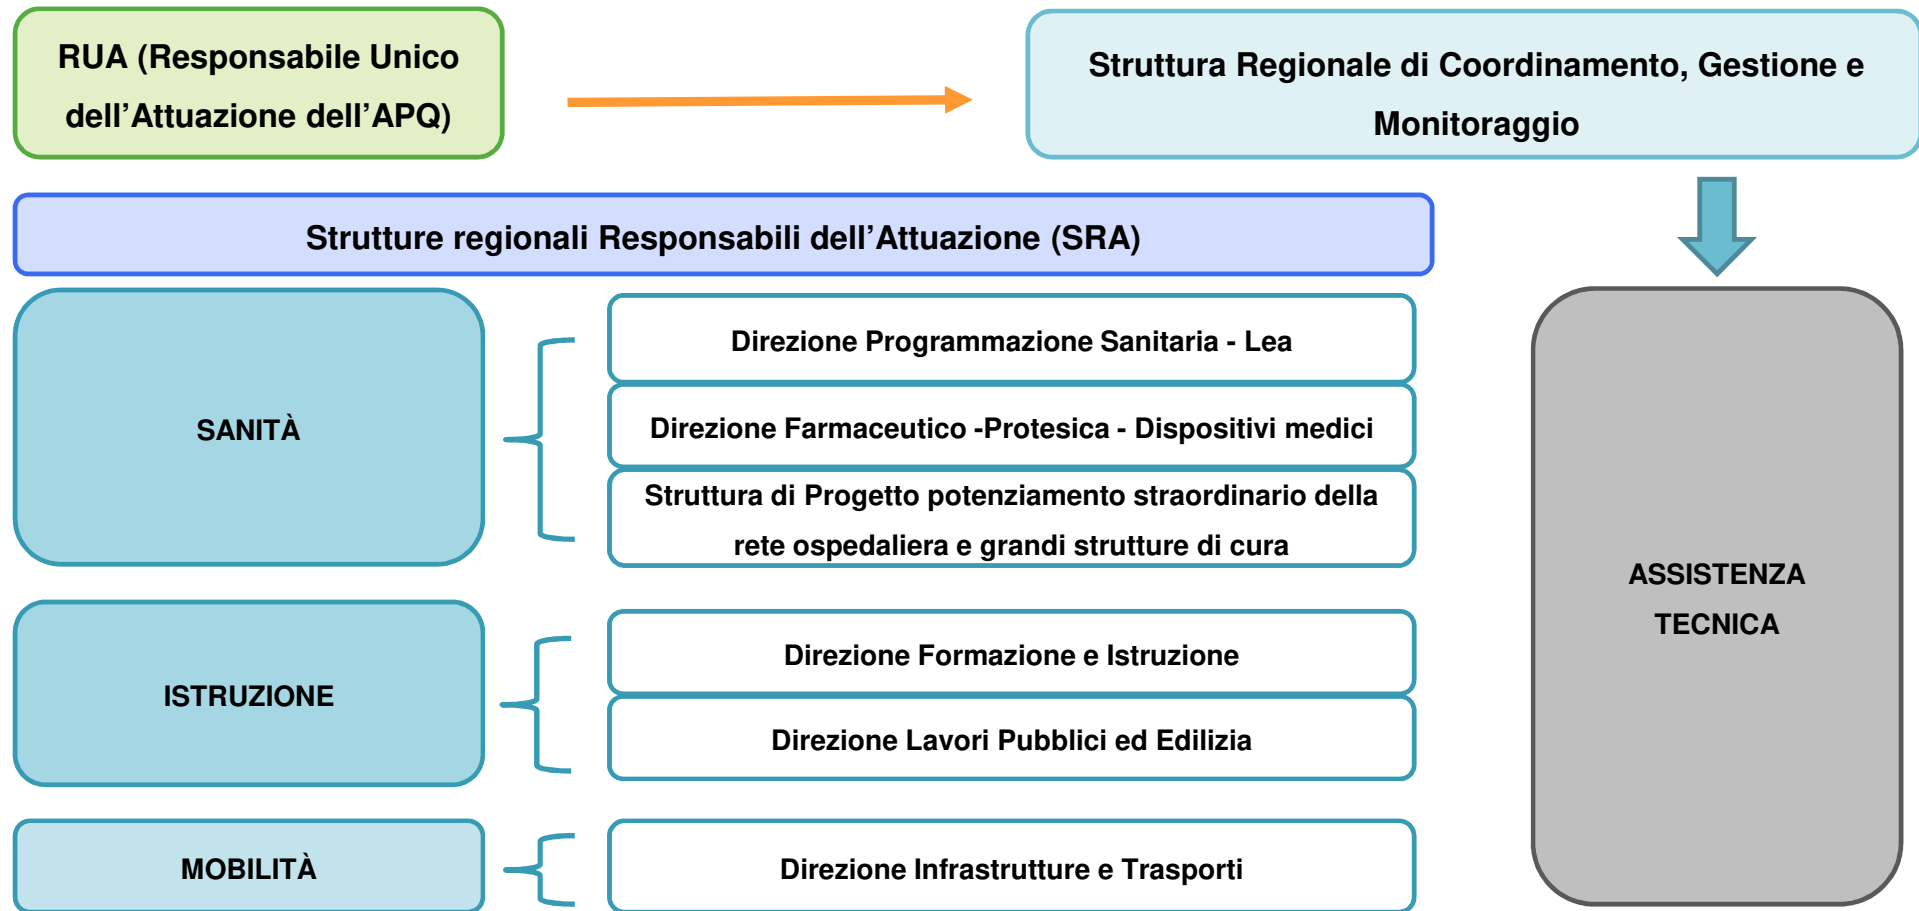 RUA (Responsabile Unico
dell’Attuazione dell’APQ)
Struttura Regionale di Coordinamento, Gestione e
Monitoraggio
Strutture regionali Responsabili dell’Attuazione (SRA)
SANITÀ
Direzione Programmazione Sanitaria - Lea
Direzione Farmaceutico -Protesica - Dispositivi medici
Struttura di Progetto potenziamento straordinario della
rete ospedaliera e grandi strutture di cura
ISTRUZIONE
Direzione Formazione e Istruzione
Direzione Lavori Pubblici ed Edilizia
MOBILITÀ
Direzione Infrastrutture e Trasporti
ASSISTENZA
TECNICA